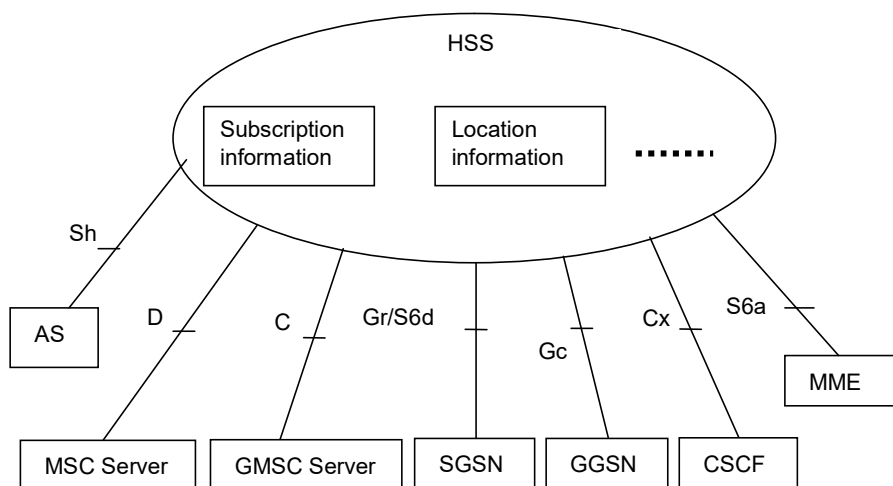 HSS
Subscription
information
Location
information
Sh
D
C
Gr/S6d
Gc
Cx
S6a
AS
MME
MSC Server
GMSC Server
SGSN
GGSN
CSCF